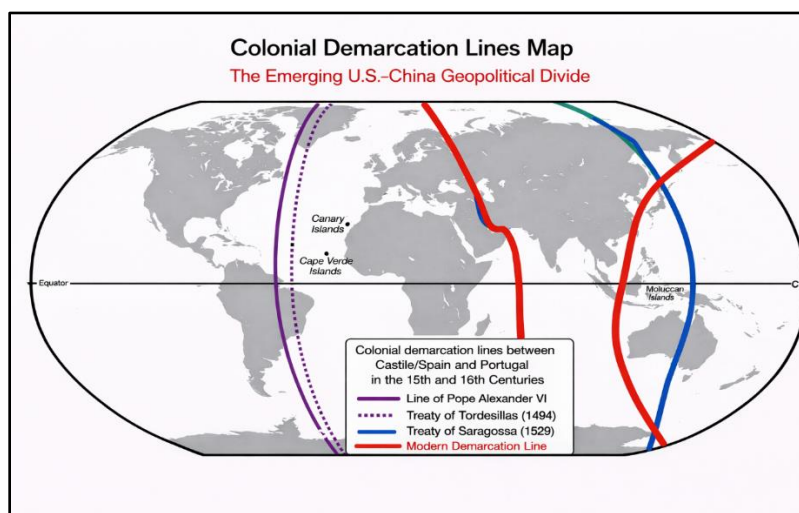 Colonial Demarcation Lines Map
The Emerging U.S.–China Geopolitical Divide
Canary
Islands
Cape Verde
Islands
Equator
C
Moluccan
Islands
Colonial demarcation lines between
Castile/Spain and Portugal
in the 15th and 16th Centuries
Line of Pope Alexander VI
Treaty of Tordesillas (1494)
Treaty of Saragossa (1529)
Modern Demarcation Line